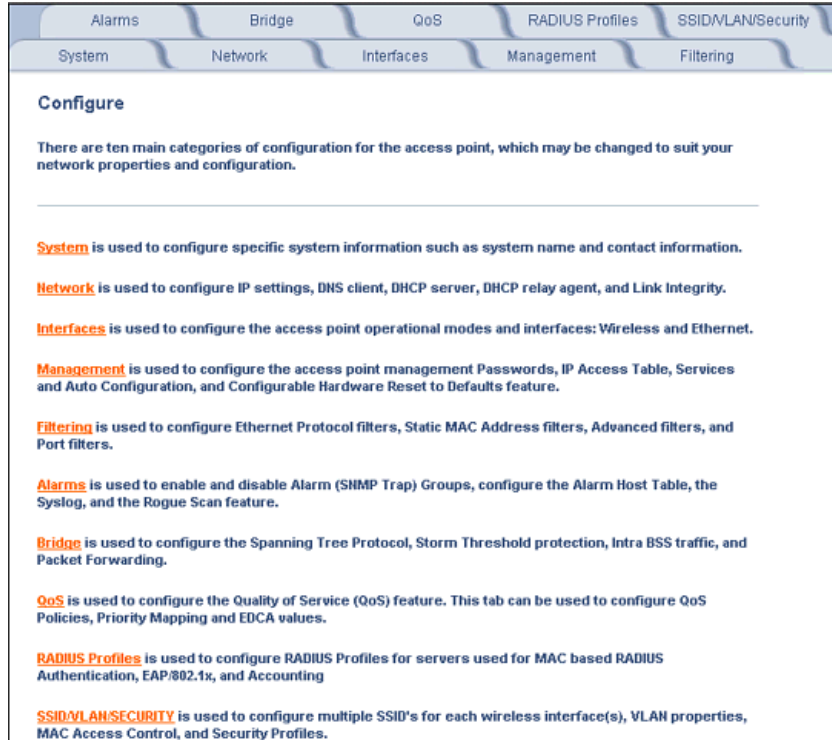 Alarms Bridge QoS RADIUS Profiles SSID/VLAN/Security
System Network Interfaces Management Filtering
Configure
There are ten main categories of configuration for the access point, which may be changed to suit your
network properties and configuration.
System is used to configure specific system information such as system name and contact information.
Network is used to configure IP settings, DNS client, DHCP server, DHCP relay agent, and Link Integrity.
Interfaces is used to configure the access point operational modes and interfaces: Wireless and Ethernet.
Management is used to configure the access point management Passwords, IP Access Table, Services
and Auto Configuration, and Configurable Hardware Reset to Defaults feature.
Filtering is used to configure Ethernet Protocol filters, Static MAC Address filters, Advanced filters, and
Port filters.
Alarms is used to enable and disable Alarm (SNMP Trap) Groups, configure the Alarm Host Table, the
Syslog, and the Rogue Scan feature.
Bridge is used to configure the Spanning Tree Protocol, Storm Threshold protection, Intra BSS traffic, and
Packet Forwarding.
QoS is used to configure the Quality of Service (QoS) feature. This tab can be used to configure QoS
Policies, Priority Mapping and EDCA values.
RADIUS Profiles is used to configure RADIUS Profiles for servers used for MAC based RADIUS
Authentication, EAP/802.1x, and Accounting
SSID/VLAN/SECURITY is used to configure multiple SSID's for each wireless interface(s), VLAN properties,
MAC Access Control, and Security Profiles.